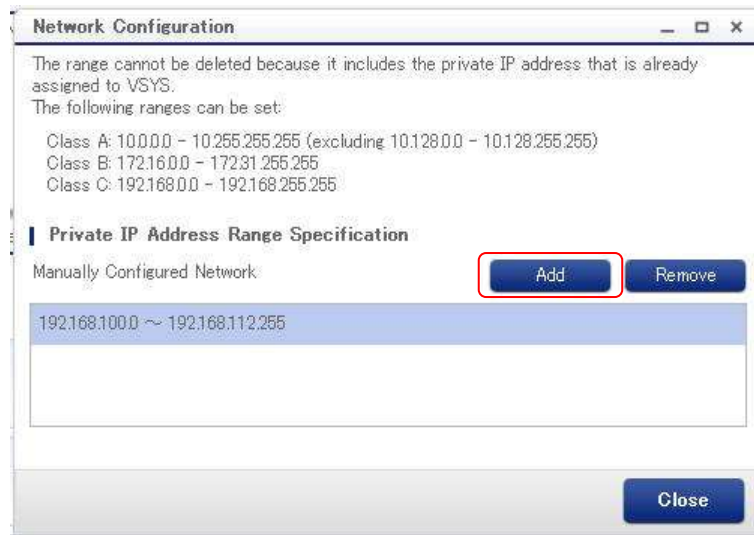 Network Configuration
The range cannot be deleted because it includes the private IP address that is already
assigned to VSYS.
The following ranges can be set:
Class A: 10.0.0.0 - 10.255.255.255 (excluding 10.128.0.0 - 10.128.255.255)
Class B: 172.16.0.0 - 172.31.255.255
Class C: 192.168.0.0 - 192.168.255.255
Private IP Address Range Specification
Manually Configured Network Add Remove
192.168.100.0 ～ 192.168.112.255
Close